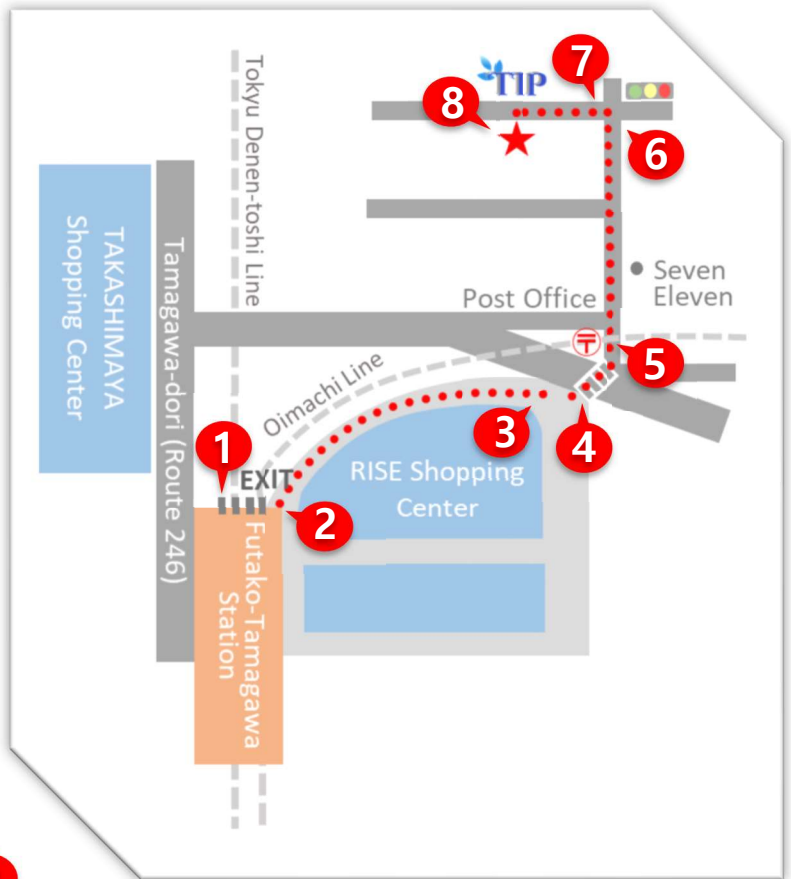 TIP
7
8
6
Tokyu Denen-toshi Line
TAKASHIMAYA
Shopping Center
Tamagawa-dori (Route 246)
Seven
Eleven
Post Office
〒
5
Oimachi Line
1
EXIT
3
4
RISE Shopping
Center
2
Futako-Tamagawa
Station